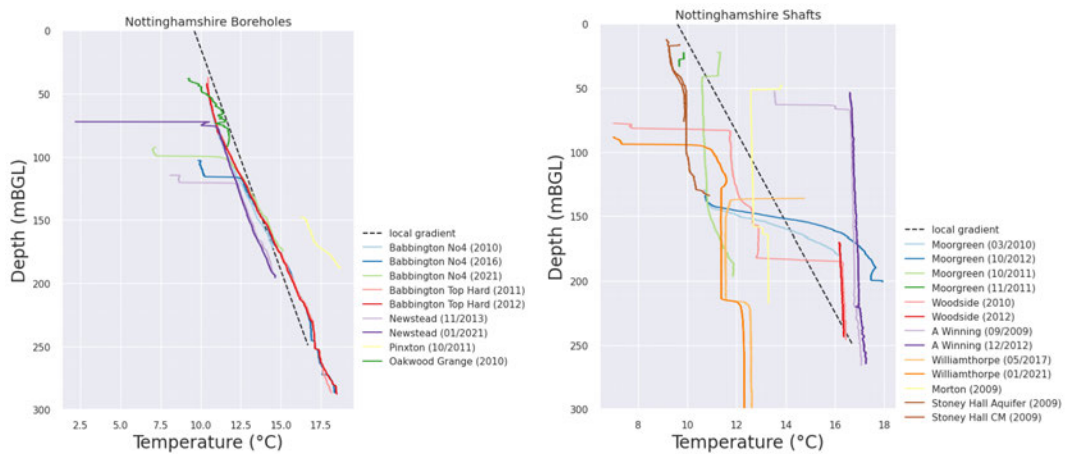 Nottinghamshire Boreholes
0
50
100
150
200
250
300
Depth (mBGL)
2.5 5.0 7.5 10.0 12.5 15.0 17.5
Temperature (°C)
local gradient
Babbington No4 (2010)
Babbington No4 (2016)
Babbington No4 (2021)
Babbington Top Hard (2011)
Babbington Top Hard (2012)
Newstead (11/2013)
Newstead (01/2021)
Pinxton (10/2011)
Oakwood Grange (2010)
Nottinghamshire Shafts
0
50
100
150
200
250
300
Depth (mBGL)
8 10 12 14 16 18
Temperature (°C)
local gradient
Moorgreen (03/2010)
Moorgreen (10/2012)
Moorgreen (10/2011)
Moorgreen (11/2011)
Woodside (2010)
Woodside (2012)
A Winning (09/2009)
A Winning (12/2012)
Williamthorpe (05/2017)
Williamthorpe (01/2021)
Morton (2009)
Stoney Hall Aquifer (2009)
Stoney Hall CM (2009)